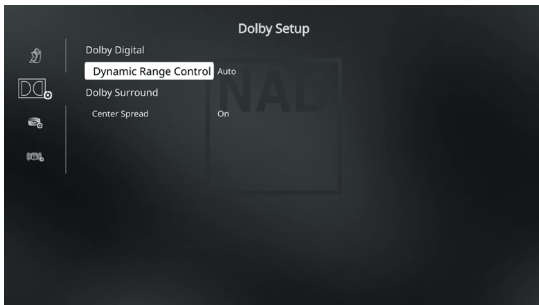 Dolby Setup
Dolby Digital
Dynamic Range Control Auto
Dolby Surround
Center Spread On
NAD